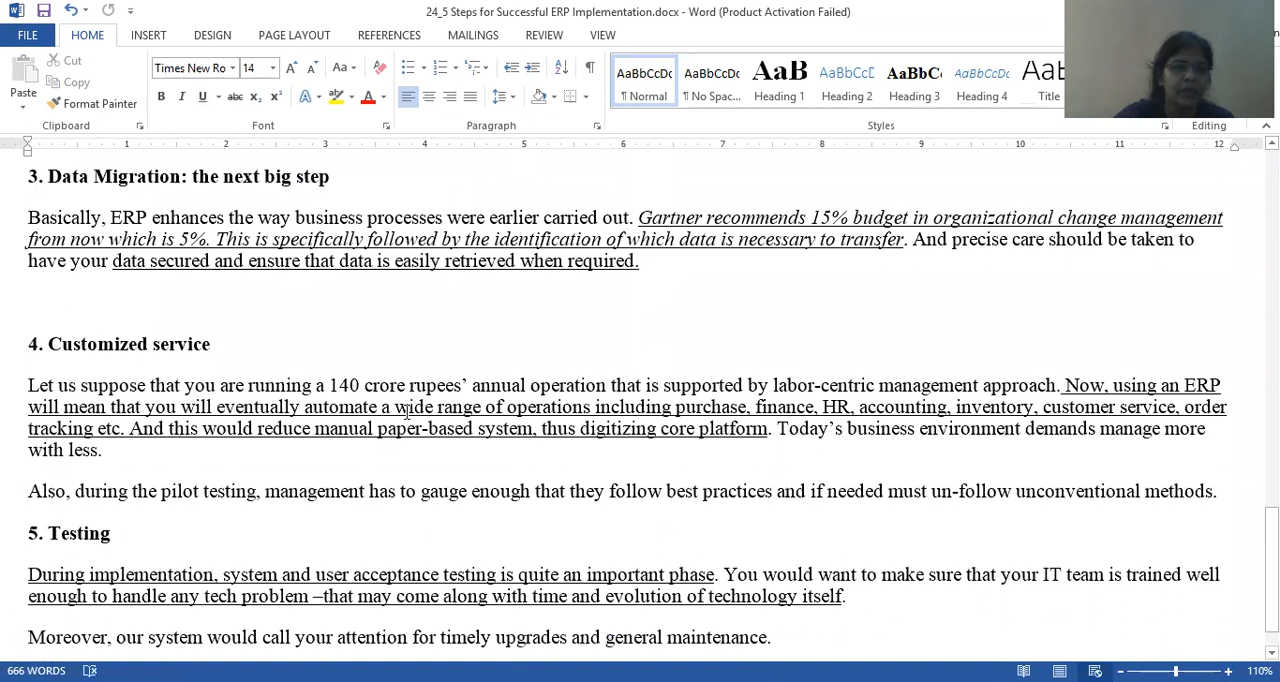 24_5 Steps for Successful ERP Implementation.docx - Word (Product Activation Failed)
FILE HOME INSERT DESIGN PAGE LAYOUT REFERENCES MAILINGS REVIEW VIEW
Cut
Copy
Format Painter
Paste
Times New Ro 14
AaBbCcDc AaBbCcDc AaB AaBbCcD AaBbCc AaBbCcD
¶ Normal ¶ No Spac... Heading 1 Heading 2 Heading 3 Heading 4 Title
Clipboard Font Paragraph Styles Editing
1 2 3 4 5 6 7 8 9 10 11 12
3. Data Migration: the next big step
Basically, ERP enhances the way business processes were earlier carried out. Gartner recommends 15% budget in organizational change management
from now which is 5%. This is specifically followed by the identification of which data is necessary to transfer. And precise care should be taken to
have your data secured and ensure that data is easily retrieved when required.
4. Customized service
Let us suppose that you are running a 140 crore rupees’ annual operation that is supported by labor-centric management approach. Now, using an ERP
will mean that you will eventually automate a wide range of operations including purchase, finance, HR, accounting, inventory, customer service, order
tracking etc. And this would reduce manual paper-based system, thus digitizing core platform. Today’s business environment demands manage more
with less.
Also, during the pilot testing, management has to gauge enough that they follow best practices and if needed must un-follow unconventional methods.
5. Testing
During implementation, system and user acceptance testing is quite an important phase. You would want to make sure that your IT team is trained well
enough to handle any tech problem –that may come along with time and evolution of technology itself.
Moreover, our system would call your attention for timely upgrades and general maintenance.
666 WORDS
110%